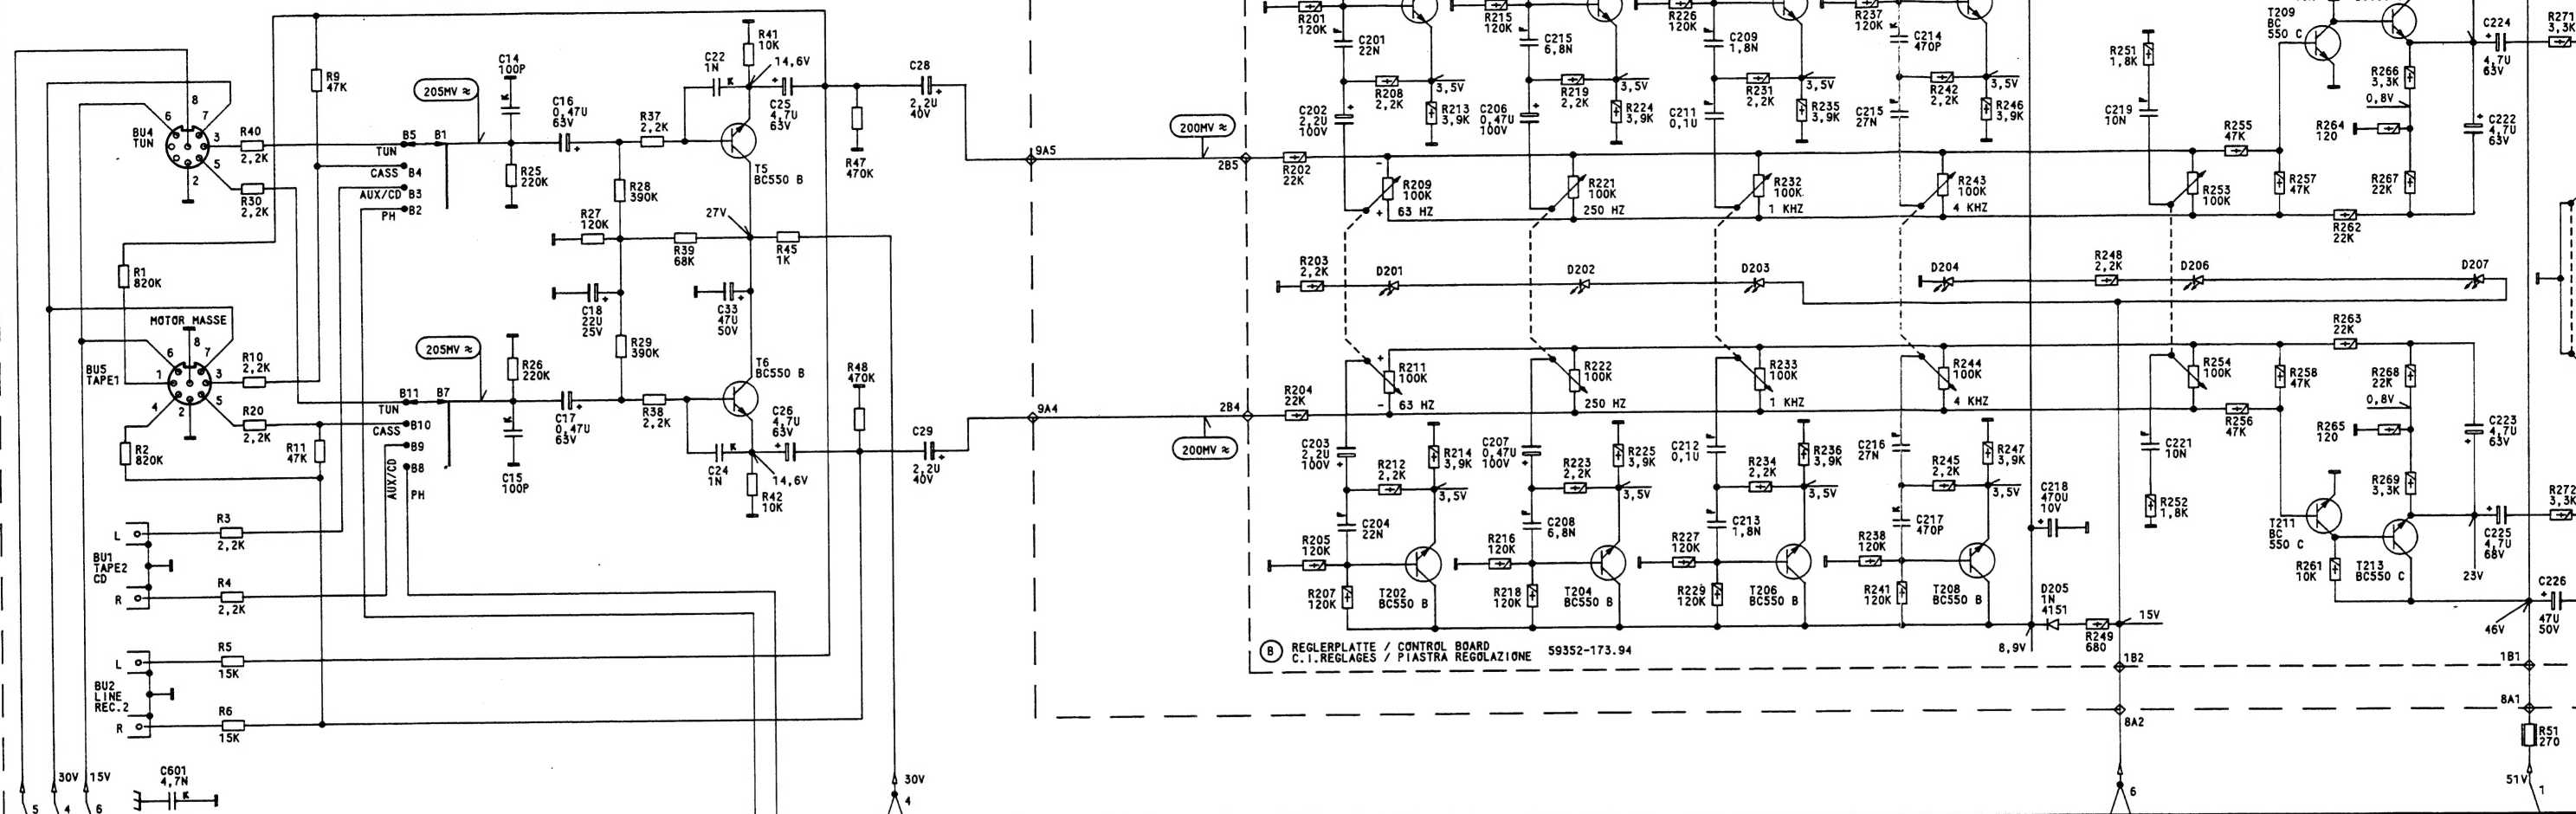 R201
120K
C201
22N
C202
2,2U
100V
R208
2,2K
3,5V
R213
3,9K
R215
120K
C215
6,8N
C206
0,47U
100V
R219
2,2K
3,5V
R224
3,9K
R226
120K
C209
1,8N
C211
0,1U
R231
2,2K
3,5V
R235
3,9K
R237
120K
C214
470P
C215
27N
R242
2,2K
3,5V
R246
3,9K
R251
1,8K
C219
10N
T209
BC
550 C
C224
4,7U
63V
R271
3,3K
R266
3,3K
0,8V
R264
120
R267
22K
C222
4,7U
63V
R255
47K
R257
47K
R262
22K
R41
10K
14,6V
C22
1N
C25
4,7U
63V
C28
2,2U
40V
R47
470K
R9
47K
205MV ≈
C14
100P
C16
0,47U
63V
R37
2,2K
T5
BC550 B
R25
220K
R28
390K
R27
120K
R39
68K
27V
R45
1K
C18
22U
25V
C33
47U
50V
R29
390K
BU4
TUN
6
8
7
3
5
2
R40
2,2K
R30
2,2K
B5
B1
TUN
CASS
B4
AUX/CD
B3
PH
B2
R1
820K
MOTOR MASSE
BU5
TAPE1
6
8
7
1
3
4
2
5
R10
2,2K
R20
2,2K
R2
820K
R11
47K
205MV ≈
R26
220K
C15
100P
C17
0,47U
63V
R38
2,2K
T6
BC550 B
C24
1N
C26
4,7U
63V
14,6V
R42
10K
R48
470K
C29
2,2U
40V
B11
B7
TUN
CASS
B10
B9
AUX/CD
B8
PH
L
BU1
TAPE2
CD
R
R3
2,2K
R4
2,2K
L
BU2
LINE
REC.2
R
R5
15K
R6
15K
C601
4,7N
30V
15V
5
4
6
30V
4
9A5
200MV ≈
2B5
R202
22K
-
R209
100K
+
63 HZ
R221
100K
250 HZ
R232
100K
1 KHZ
R243
100K
4 KHZ
R253
100K
R203
2,2K
D201
D202
D203
D204
R248
2,2K
D206
D207
9A4
200MV ≈
2B4
R204
22K
+
R211
100K
-
63 HZ
R222
100K
250 HZ
R233
100K
1 KHZ
R244
100K
4 KHZ
R254
100K
R263
22K
R258
47K
R256
47K
R268
22K
0,8V
R265
120
R269
3,3K
C223
4,7U
63V
C203
2,2U
100V
R212
2,2K
R214
3,9K
3,5V
C204
22N
R205
120K
R207
120K
T202
BC550 B
C207
0,47U
100V
R223
2,2K
R225
3,9K
3,5V
C208
6,8N
R216
120K
R218
120K
T204
BC550 B
C212
0,1U
R234
2,2K
R236
3,9K
3,5V
C213
1,8N
R227
120K
R229
120K
T206
BC550 B
C216
27N
R245
2,2K
R247
3,9K
3,5V
C217
470P
R238
120K
R241
120K
T208
BC550 B
C218
470U
10V
C221
10N
R252
1,8K
T211
BC
550 C
R261
10K
T213
BC550 C
C225
4,7U
68V
R272
3,3K
23V
C226
47U
50V
46V
D205
1N
4151
R249
680
15V
8,9V
B REGLERPLATTE / CONTROL BOARD 59352-173.94
C.I.REGLAGES / PIASTRA REGOLAZIONE
1B2
1B1
8A2
8A1
R51
270
6
51V
1